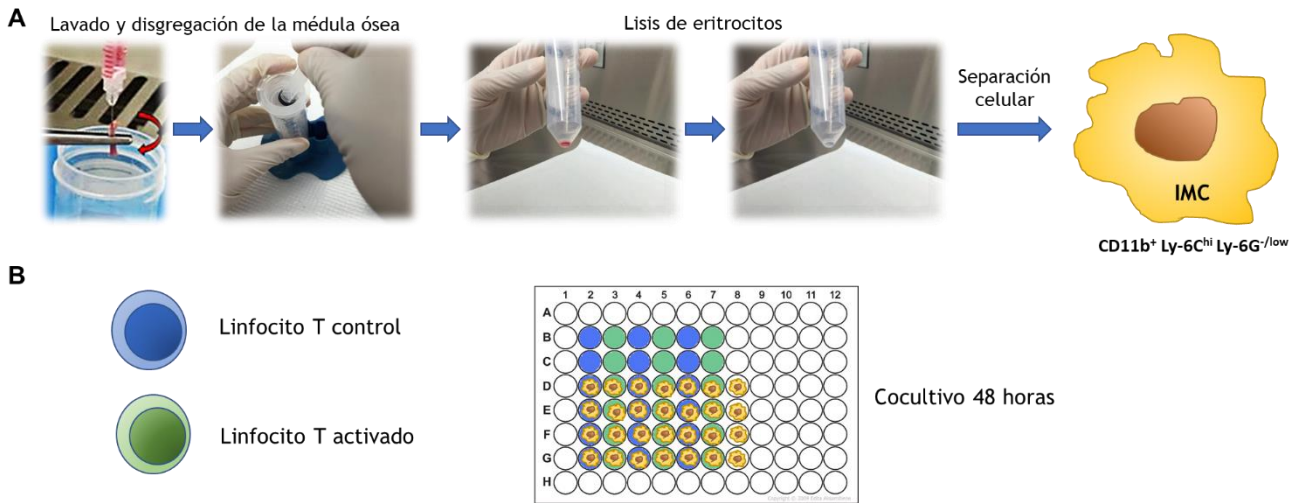 A
Lavado y disgregación de la médula ósea
Lisis de eritrocitos
Separación
celular
IMC
CD11b⁺ Ly-6Cʰⁱ Ly-6G⁻/ˡᵒʷ
B
Linfocito T control
Linfocito T activado
1 2 3 4 5 6 7 8 9 10 11 12
A
B
C
D
E
F
G
H
Cocultivo 48 horas